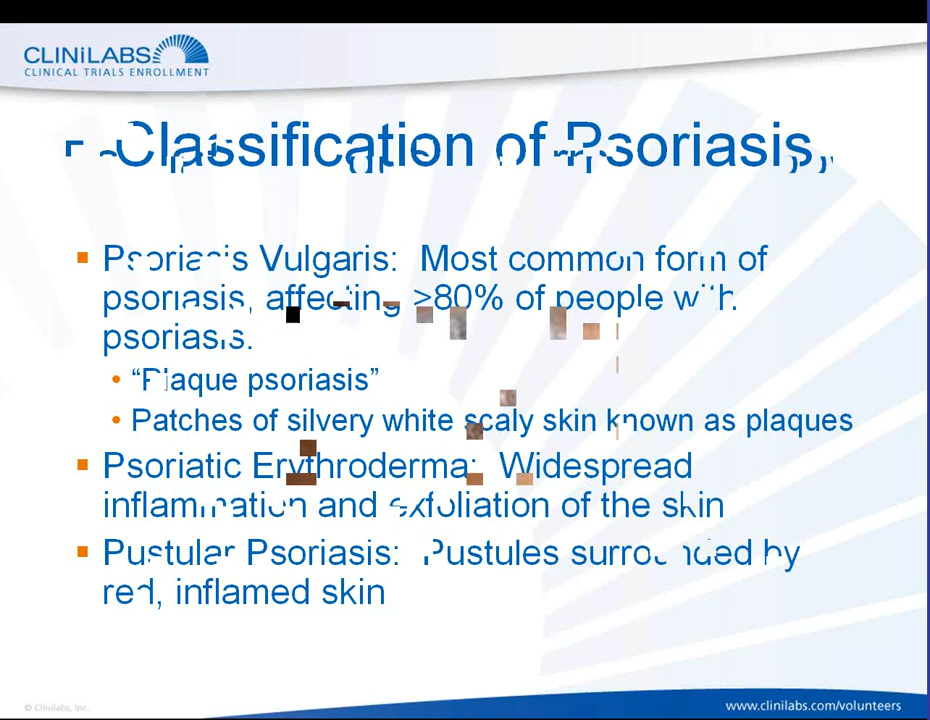 CLINILABS
CLINICAL TRIALS ENROLLMENT
Classification of Psoriasis
Psoriasis Vulgaris: Most common form of
psoriasis, affecting >80% of people with
psoriasis.
“Plaque psoriasis”
Patches of silvery white scaly skin known as plaques
Psoriatic Erythroderma: Widespread
inflammation and exfoliation of the skin
Pustular Psoriasis: Pustules surrounded by
red, inflamed skin
© Clinilabs, Inc.
www.clinilabs.com/volunteers